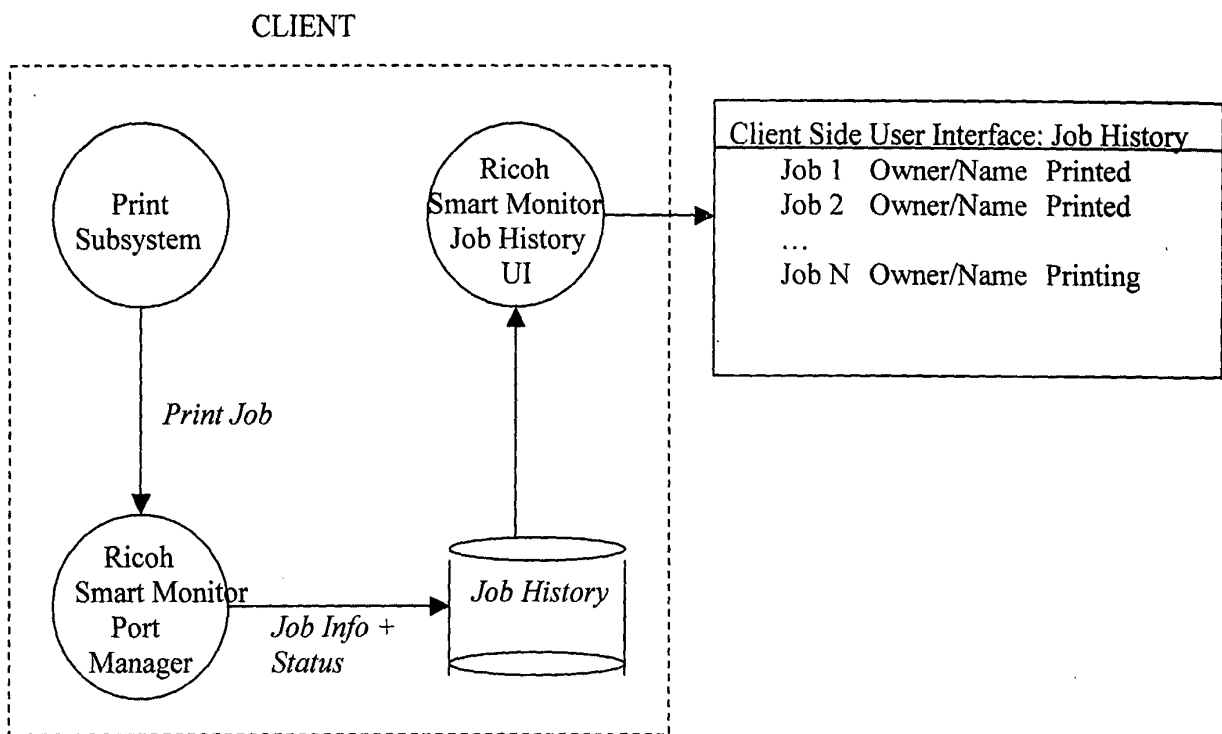 CLIENT
Print
Subsystem
Ricoh
Smart Monitor
Job History
UI
Client Side User Interface: Job History
Job 1 Owner/Name Printed
Job 2 Owner/Name Printed
...
Job N Owner/Name Printing
Print Job
Ricoh
Smart Monitor
Port
Manager
Job Info +
Status
Job History